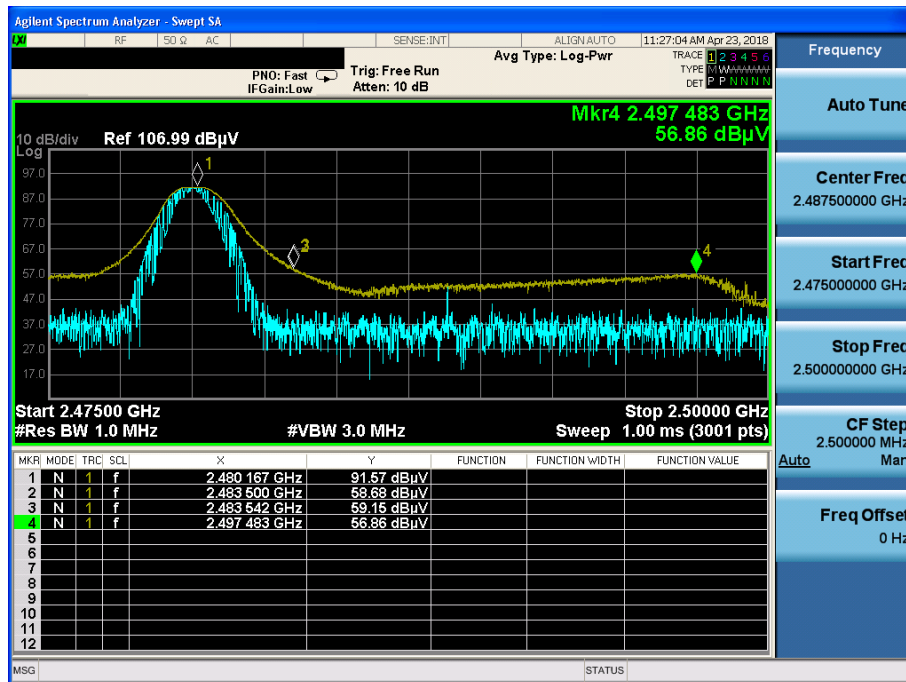 Agilent Spectrum Analyzer - Swept SA
LXI RF 50 Ω AC SENSE:INT ALIGN AUTO 11:27:04 AM Apr 23, 2018
Avg Type: Log-Pwr TRACE 1 2 3 4 5 6
PNO: Fast Trig: Free Run TYPE M WWWWW
IFGain:Low Atten: 10 dB DET P P N N N N
Mkr4 2.497 483 GHz
56.86 dBµV
10 dB/div Ref 106.99 dBµV
Log
97.0
87.0
77.0
67.0
57.0
47.0
37.0
27.0
17.0
1
4
Start 2.47500 GHz Stop 2.50000 GHz
#Res BW 1.0 MHz #VBW 3.0 MHz Sweep 1.00 ms (3001 pts)
MKR MODE TRC SCL X Y FUNCTION FUNCTION WIDTH FUNCTION VALUE
1 N 1 f 2.480 167 GHz 91.57 dBµV
2 N 1 f 2.483 500 GHz 58.68 dBµV
3 N 1 f 2.483 542 GHz 59.15 dBµV
4 N 1 f 2.497 483 GHz 56.86 dBµV
5
6
7
8
9
10
11
12
MSG STATUS
Frequency
Auto Tune
Center Freq
2.487500000 GHz
Start Freq
2.475000000 GHz
Stop Freq
2.500000000 GHz
CF Step
2.500000 MHz
Auto Man
Freq Offset
0 Hz